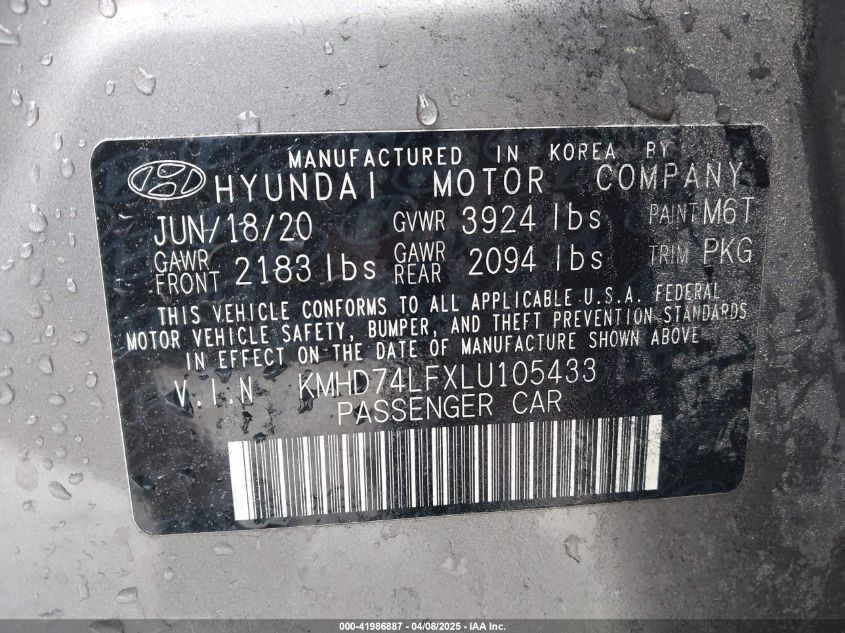 MANUFACTURED IN KOREA BY
HYUNDAI MOTOR COMPANY
JUN/18/20 GVWR 3924 lbs PAINT M6T
GAWR FRONT 2183 lbs GAWR REAR 2094 lbs TRIM PKG
THIS VEHICLE CONFORMS TO ALL APPLICABLE U.S.A. FEDERAL
MOTOR VEHICLE SAFETY, BUMPER, AND THEFT PREVENTION STANDARDS
IN EFFECT ON THE DATE OF MANUFACTURE SHOWN ABOVE
V.I.N KMHD74LFXLU105433
PASSENGER CAR
000-41986887 - 04/08/2025 - IAA Inc.